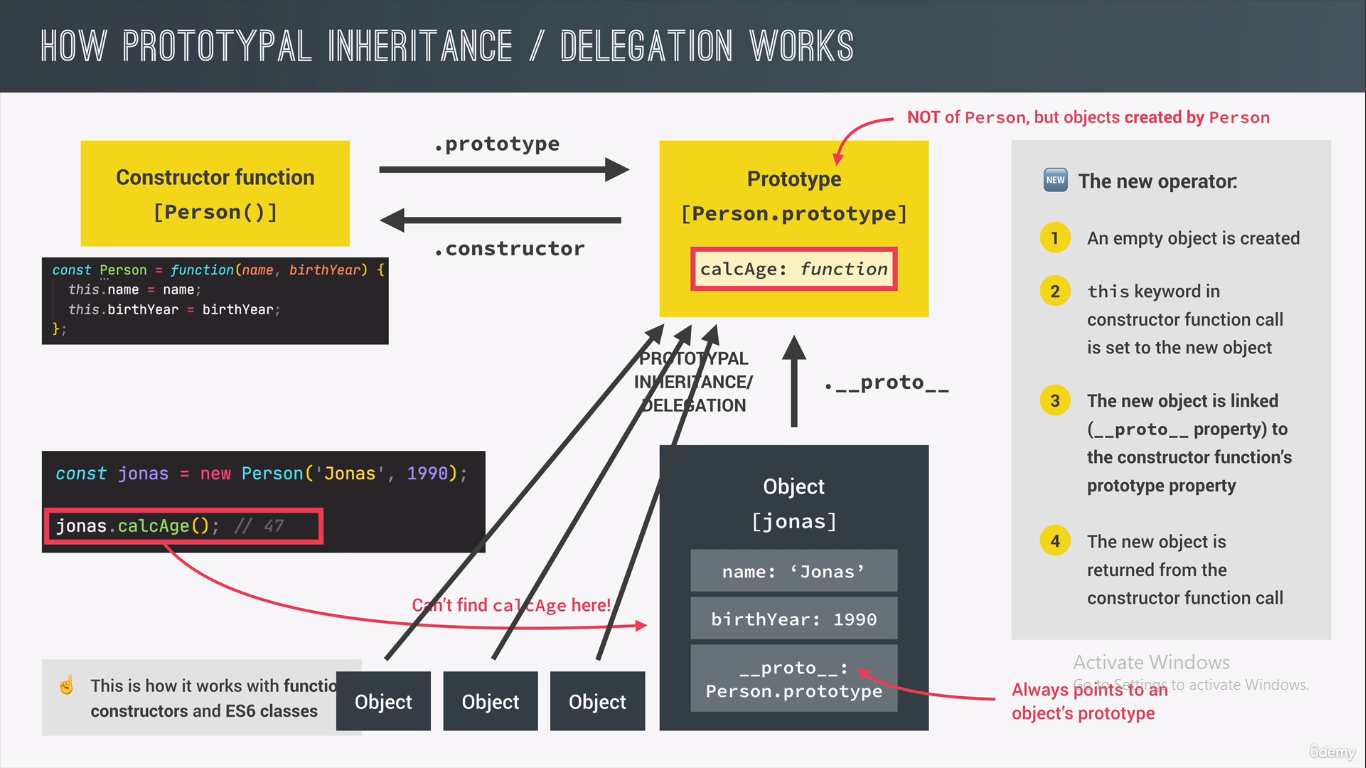 HOW PROTOTYPAL INHERITANCE / DELEGATION WORKS
NOT of Person, but objects created by Person
Constructor function
[Person()]
.prototype
.constructor
Prototype
[Person.prototype]
calcAge: function
const Person = function(name, birthYear) {
this.name = name;
this.birthYear = birthYear;
};
PROTOTYPAL
INHERITANCE/
DELEGATION
.__proto__
const jonas = new Person('Jonas', 1990);
jonas.calcAge(); // 47
Can't find calcAge here!
Object
[jonas]
name: ‘Jonas’
birthYear: 1990
__proto__:
Person.prototype
☝ This is how it works with functio
constructors and ES6 classes
Object
Object
Object
NEW The new operator:
1 An empty object is created
2 this keyword in
constructor function call
is set to the new object
3 The new object is linked
(__proto__ property) to
the constructor function’s
prototype property
4 The new object is
returned from the
constructor function call
Always points to an
object’s prototype
Activate Windows
Go to Settings to activate Windows.
ûdemy